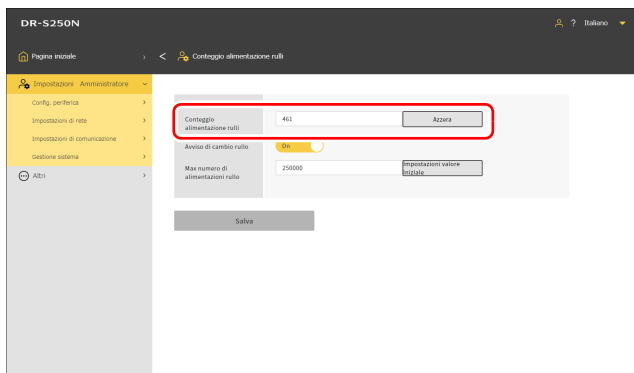 DR-S250N
? Italiano
Pagina iniziale
Conteggio alimentazione rulli
Impostazioni Amministratore
Config. periferica
Impostazioni di rete
Impostazioni di comunicazione
Gestione sistema
Altri
Conteggio
alimentazione rulli
461
Azzera
Avviso di cambio rullo
On
Max numero di
alimentazioni rullo
250000
Impostazioni valore
iniziale
Salva